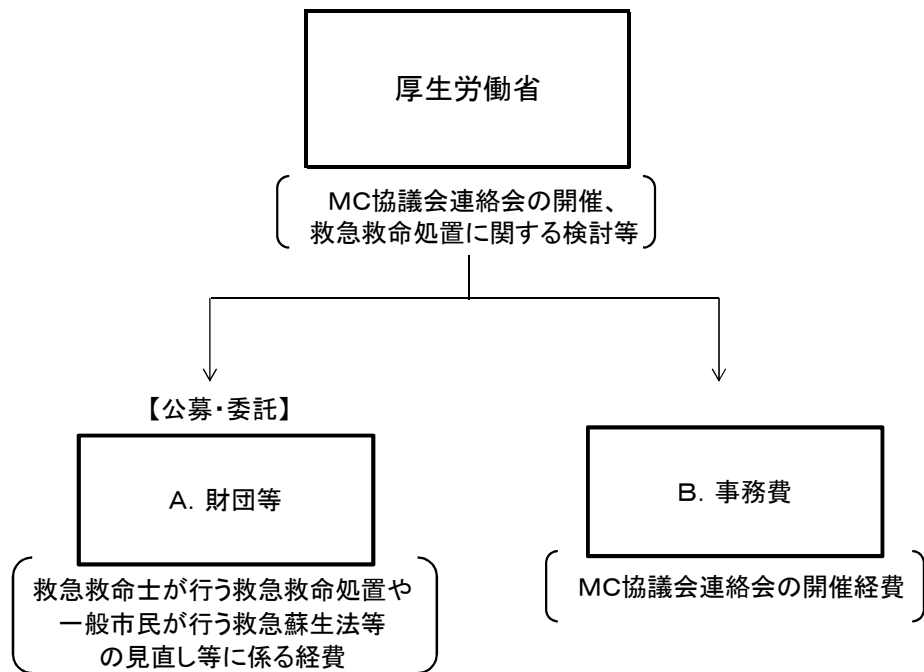 厚生労働省
MC協議会連絡会の開催、
救急救命処置に関する検討等
【公募・委託】
A. 財団等
救急救命士が行う救急救命処置や
一般市民が行う救急蘇生法等
の見直し等に係る経費
B. 事務費
MC協議会連絡会の開催経費